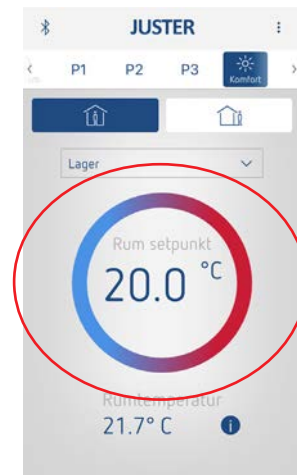 JUSTER
P1 P2 P3 Komfort
Lager
Rum setpunkt
20.0 °C
Rumtemperatur
21.7° C